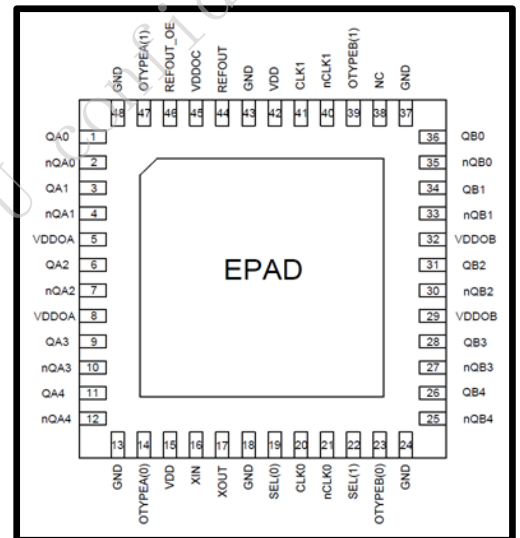 U confid
GND OTYPEA(1) REFOUT_OE VDDOC REFOUT GND VDD CLK1 nCLK1 OTYPEB(1) NC GND
48 47 46 45 44 43 42 41 40 39 38 37
QA0 1 36 QB0
nQA0 2 35 nQB0
QA1 3 34 QB1
nQA1 4 33 nQB1
VDDOA 5 32 VDDOB
QA2 6 31 QB2
EPAD
nQA2 7 30 nQB2
VDDOA 8 29 VDDOB
QA3 9 28 QB3
nQA3 10 27 nQB3
QA4 11 26 QB4
nQA4 12 25 nQB4
13 14 15 16 17 18 19 20 21 22 23 24
GND OTYPEA(0) VDD XIN XOUT GND SEL(0) CLK0 nCLK0 SEL(1) OTYPEB(0) GND